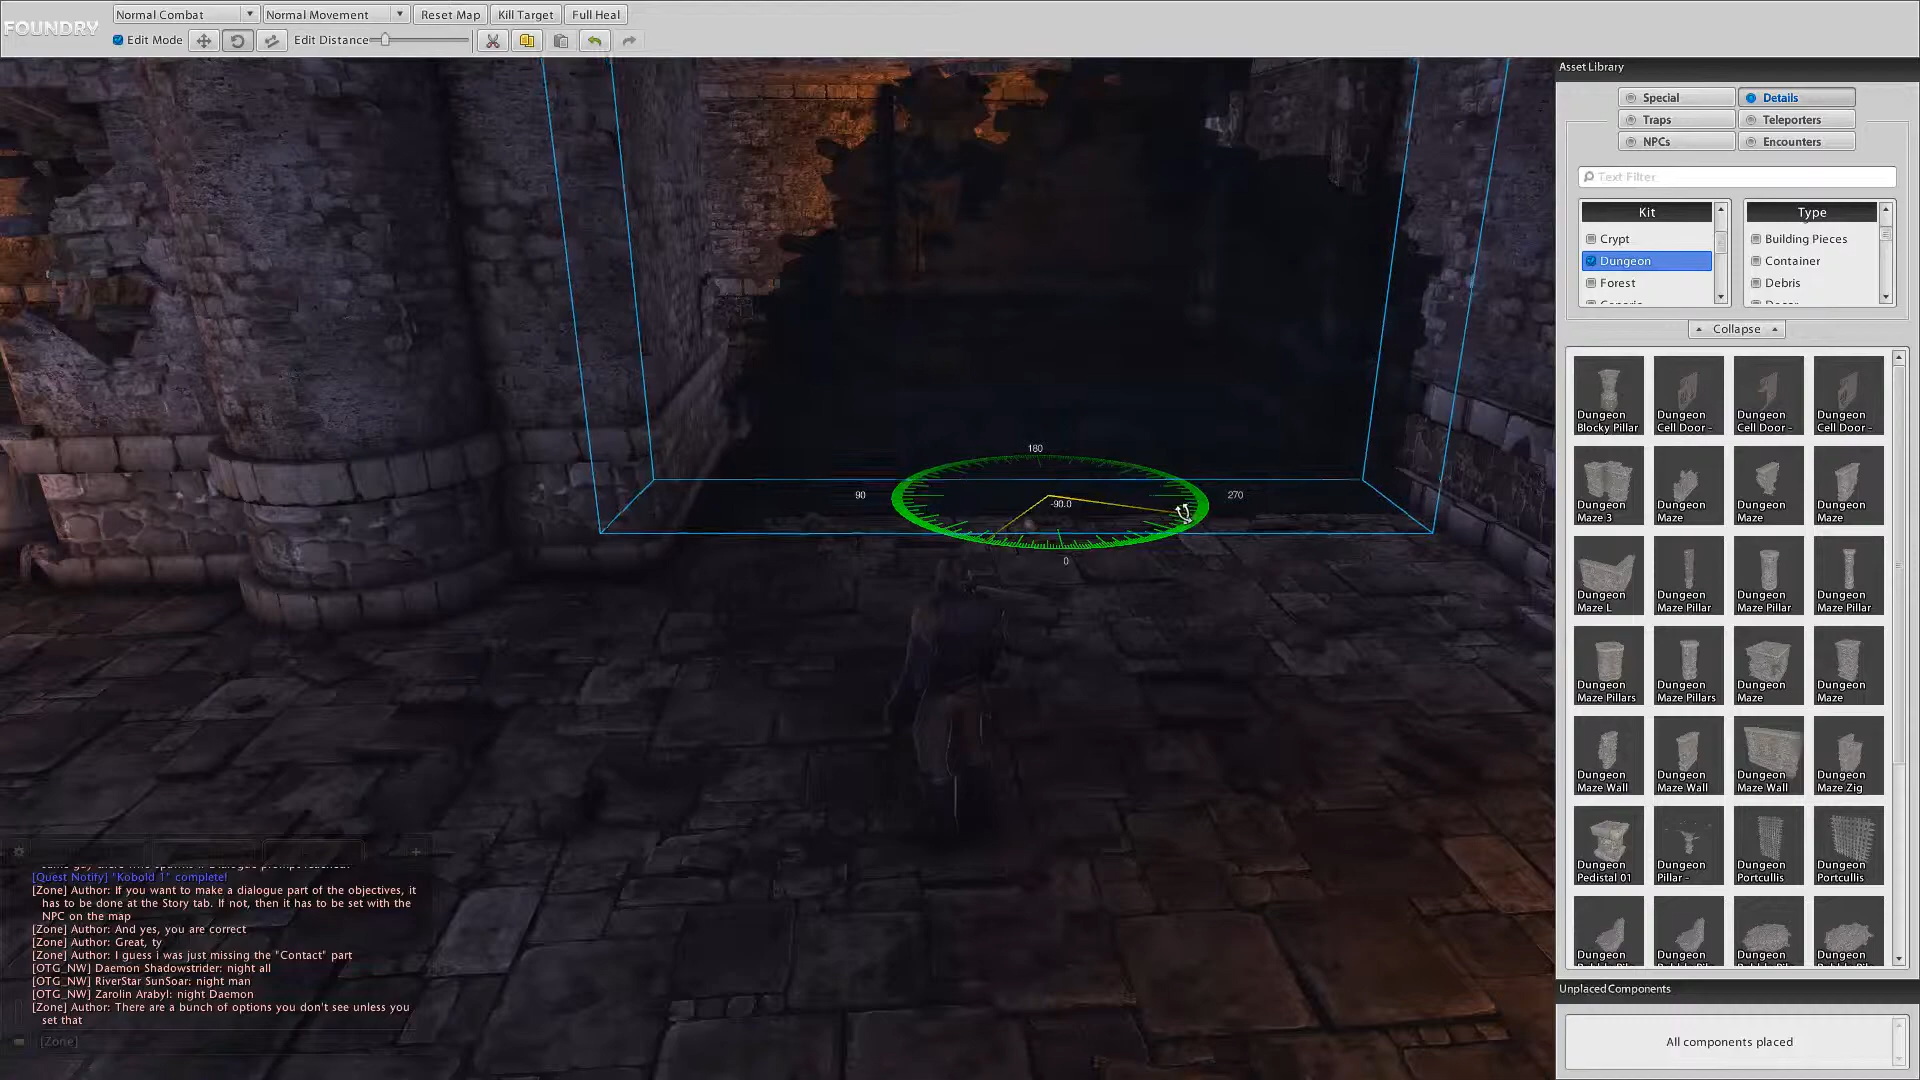 FOUNDRY
Normal Combat
Normal Movement
Reset Map
Kill Target
Full Heal
Edit Mode
Edit Distance
Asset Library
Special
Details
Traps
Teleporters
NPCs
Encounters
Text Filter
Kit
Crypt
Dungeon
Forest
Type
Building Pieces
Container
Debris
Collapse
Dungeon
Blocky Pillar
Dungeon
Cell Door -
Dungeon
Cell Door -
Dungeon
Cell Door -
Dungeon
Maze 3
Dungeon
Maze
Dungeon
Maze
Dungeon
Maze
Dungeon
Maze L
Dungeon
Maze Pillar
Dungeon
Maze Pillar
Dungeon
Maze Pillar
Dungeon
Maze Pillars
Dungeon
Maze Pillars
Dungeon
Maze
Dungeon
Maze
Dungeon
Maze Wall
Dungeon
Maze Wall
Dungeon
Maze Wall
Dungeon
Maze Zig
Dungeon
Pedistal 01
Dungeon
Pillar -
Dungeon
Portcullis
Dungeon
Portcullis
Dungeon
Dungeon
Dungeon
Dungeon
Unplaced Components
All components placed
180
90
-90.0
270
0
[Quest Notify] "Kobold 1" complete!
[Zone] Author: If you want to make a dialogue part of the objectives, it
has to be done at the Story tab. If not, then it has to be set with the
NPC on the map
[Zone] Author: And yes, you are correct
[Zone] Author: Great, ty
[Zone] Author: I guess i was just missing the "Contact" part
[OTG_NW] Daemon Shadowstrider: night all
[OTG_NW] RiverStar SunSoar: night man
[OTG_NW] Zarolin Arabyl: night Daemon
[Zone] Author: There are a bunch of options you don't see unless you
set that
[Zone]